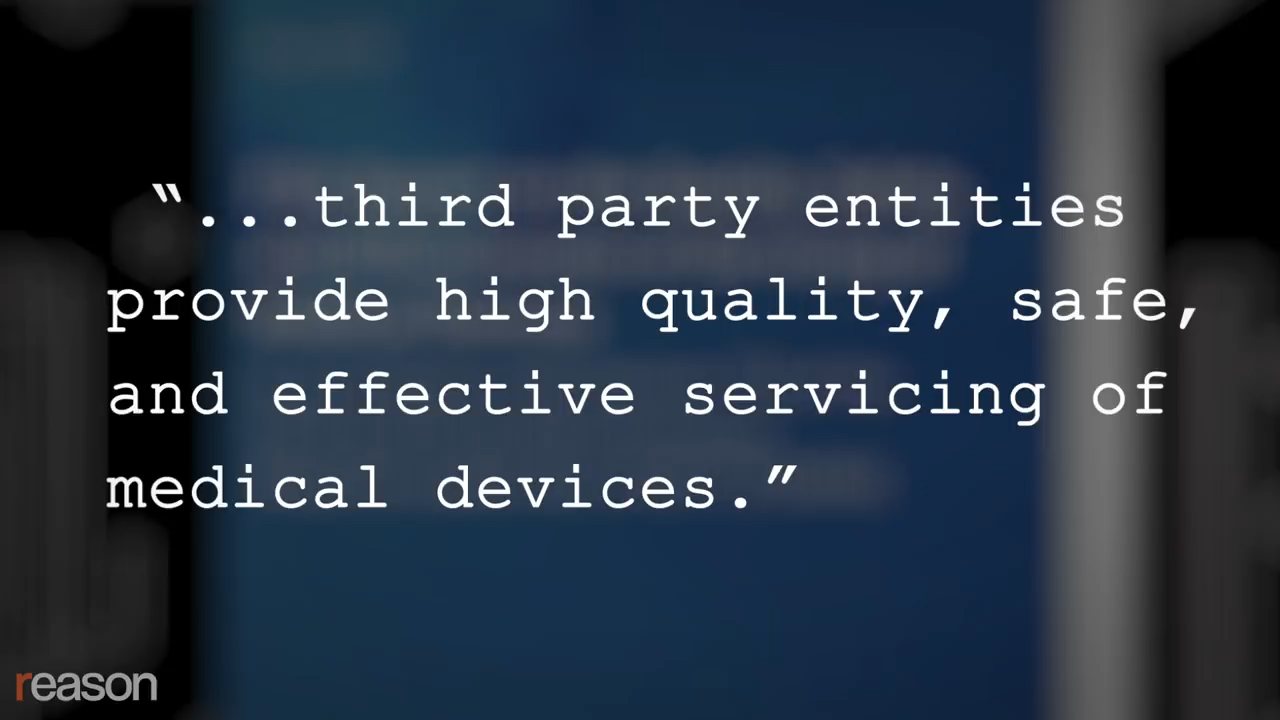 “...third party entities
provide high quality, safe,
and effective servicing of
medical devices.”
reason